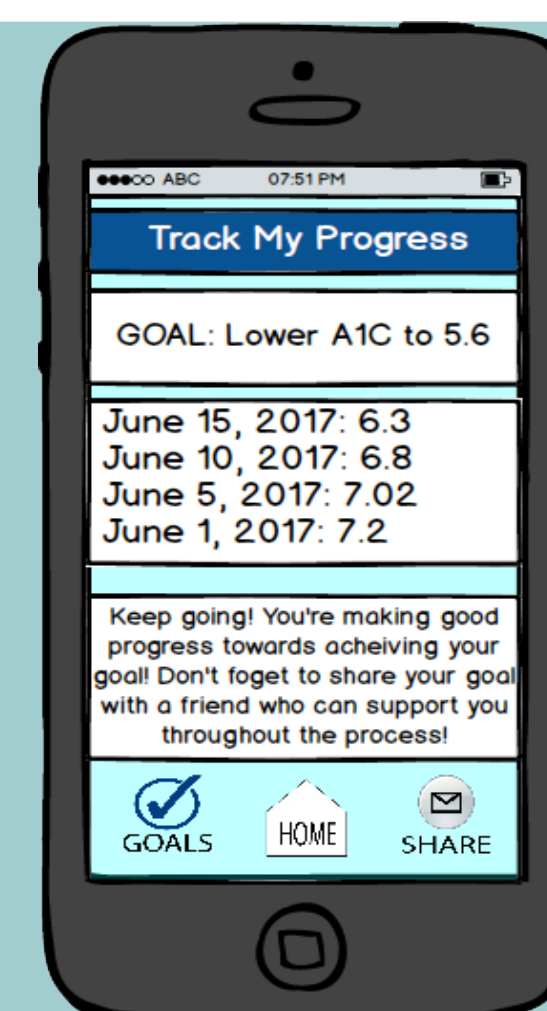 ABC 07:51 PM
Track My Progress
GOAL: Lower A1C to 5.6
June 15, 2017: 6.3
June 10, 2017: 6.8
June 5, 2017: 7.02
June 1, 2017: 7.2
Keep going! You're making good
progress towards acheiving your
goal! Don't foget to share your goal
with a friend who can support you
throughout the process!
GOALS HOME SHARE